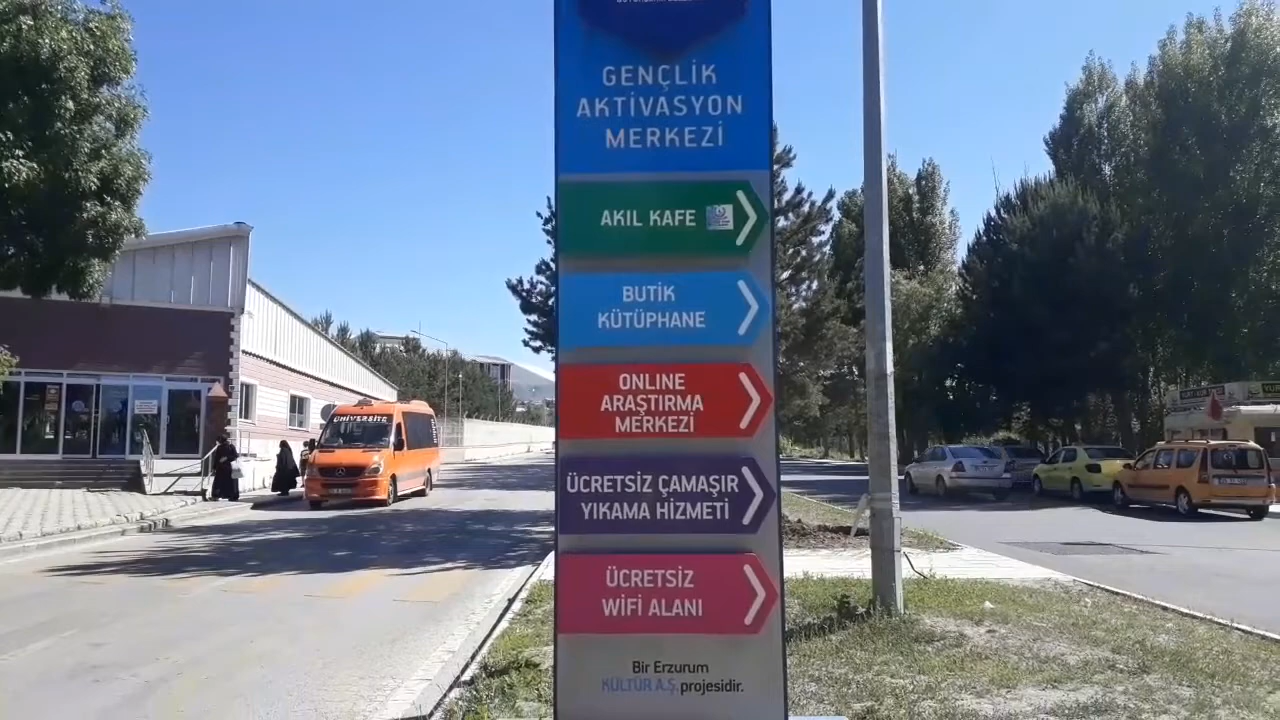 GENÇLİK
AKTİVASYON
MERKEZİ
AKIL KAFE
BUTİK
KÜTÜPHANE
ONLINE
ARAŞTIRMA
MERKEZİ
ÜCRETSİZ ÇAMAŞIR
YIKAMA HİZMETİ
ÜCRETSİZ
WİFİ ALANI
Bir Erzurum
KÜLTÜR A.Ş. projesidir.
ÜNİVERSİTE